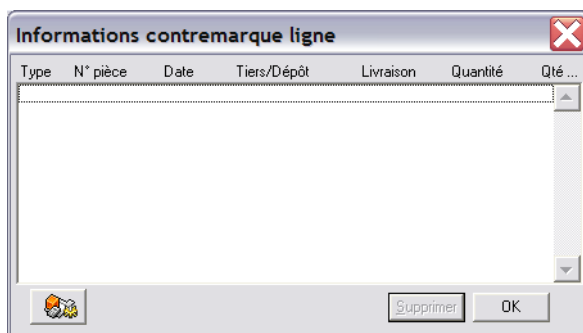 Informations contremarque ligne
Type N° pièce Date Tiers/Dépôt Livraison Quantité Qté ...
Supprimer OK